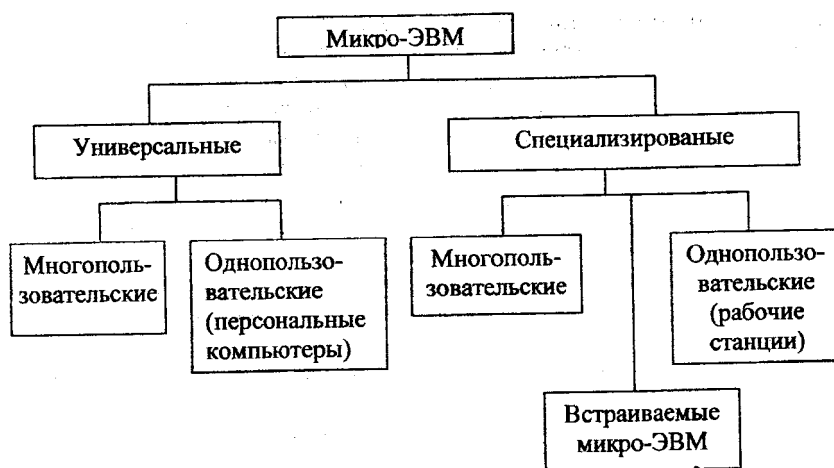 Микро-ЭВМ
Универсальные
Специализированые
Многополь-
зовательские
Однопользо-
вательские
(персональные
компьютеры)
Многополь-
зовательские
Однопользо-
вательские
(рабочие
станции)
Встраиваемые
микро-ЭВМ